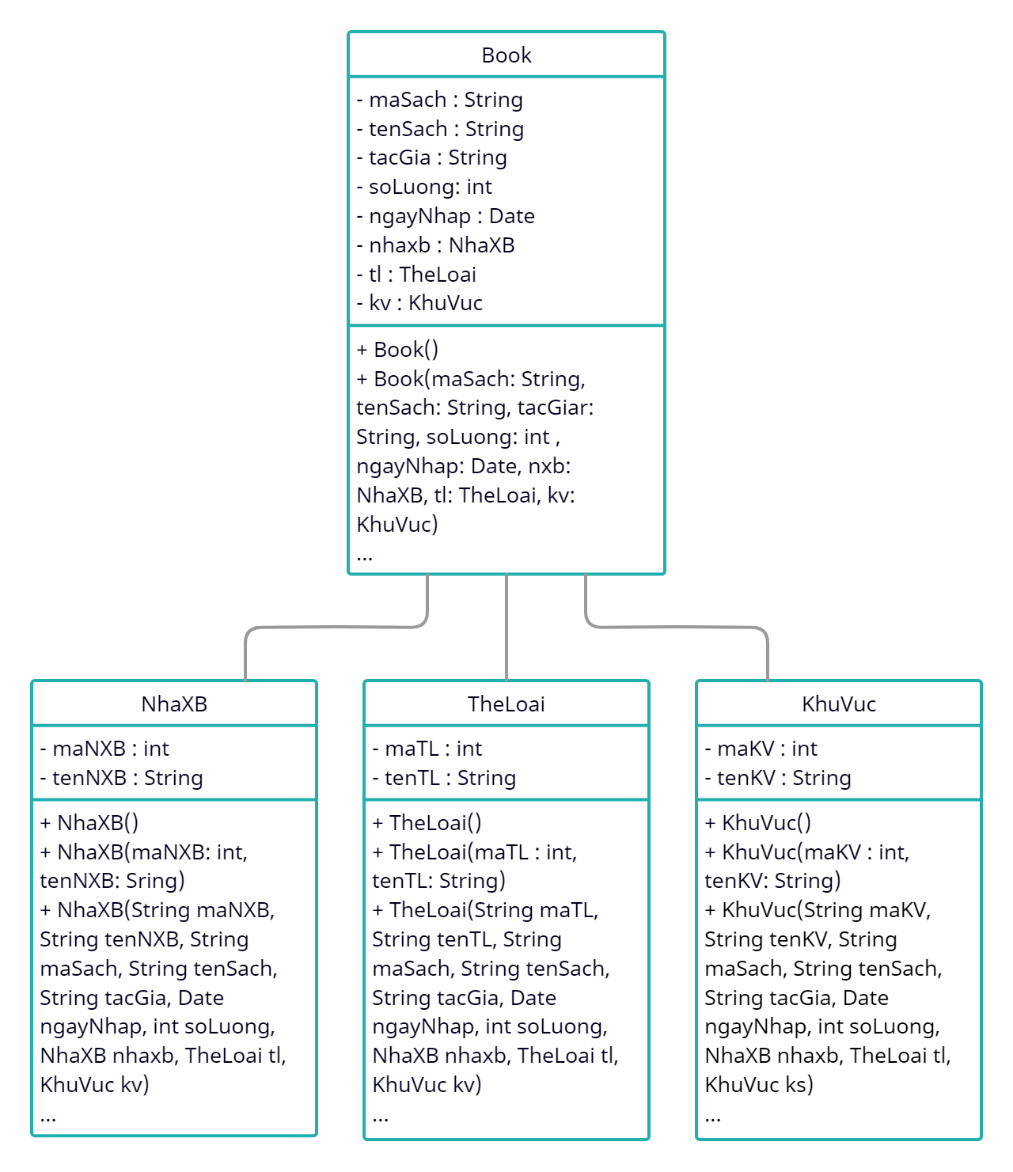 Book
- maSach : String
- tenSach : String
- tacGia : String
- soLuong: int
- ngayNhap : Date
- nhaxb : NhaXB
- tl : TheLoai
- kv : KhuVuc
+ Book()
+ Book(maSach: String,
tenSach: String, tacGiar:
String, soLuong: int ,
ngayNhap: Date, nxb:
NhaXB, tl: TheLoai, kv:
KhuVuc)
...
NhaXB
- maNXB : int
- tenNXB : String
+ NhaXB()
+ NhaXB(maNXB: int,
tenNXB: Sring)
+ NhaXB(String maNXB,
String tenNXB, String
maSach, String tenSach,
String tacGia, Date
ngayNhap, int soLuong,
NhaXB nhaxb, TheLoai tl,
KhuVuc kv)
...
TheLoai
- maTL : int
- tenTL : String
+ TheLoai()
+ TheLoai(maTL : int,
tenTL: String)
+ TheLoai(String maTL,
String tenTL, String
maSach, String tenSach,
String tacGia, Date
ngayNhap, int soLuong,
NhaXB nhaxb, TheLoai tl,
KhuVuc kv)
...
KhuVuc
- maKV : int
- tenKV : String
+ KhuVuc()
+ KhuVuc(maKV : int,
tenKV: String)
+ KhuVuc(String maKV,
String tenKV, String
maSach, String tenSach,
String tacGia, Date
ngayNhap, int soLuong,
NhaXB nhaxb, TheLoai tl,
KhuVuc ks)
...